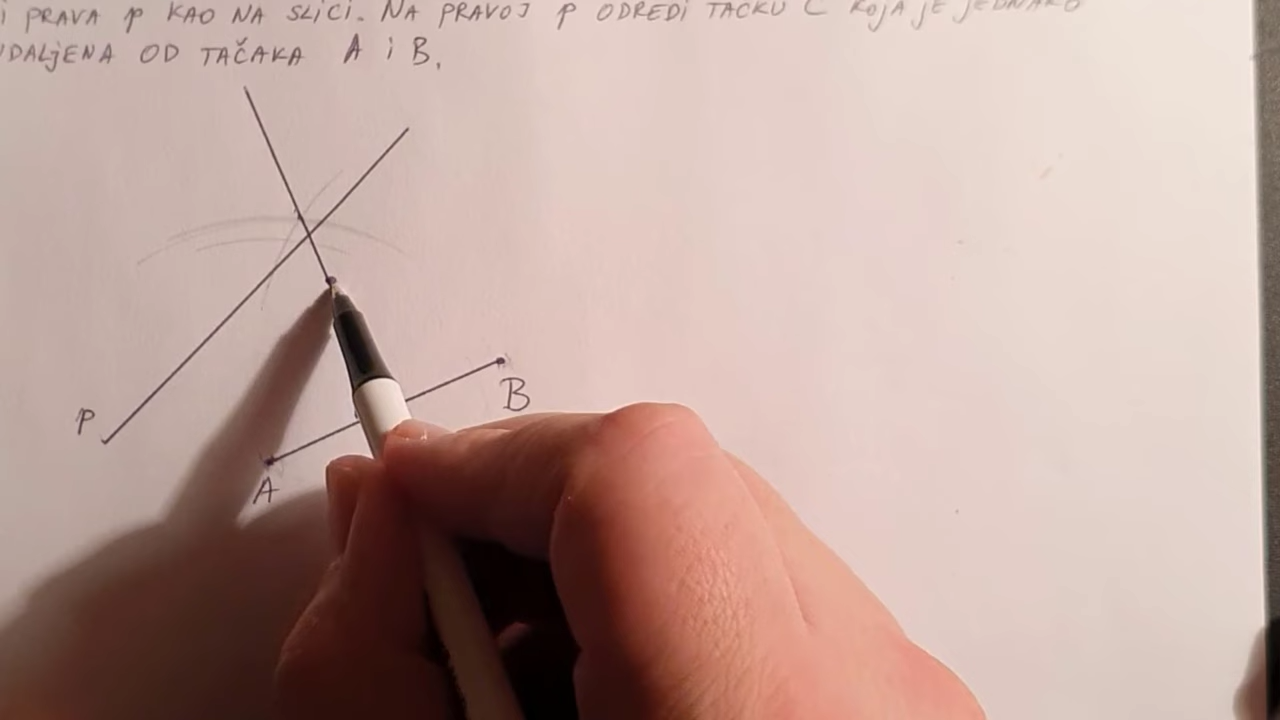 i PRAVA p KAO NA SLICI. NA PRAVOJ p ODREDI TAČKU C KOJA JE JEDNAKO
UDALJENA OD TAČAKA A i B.
P
B
A